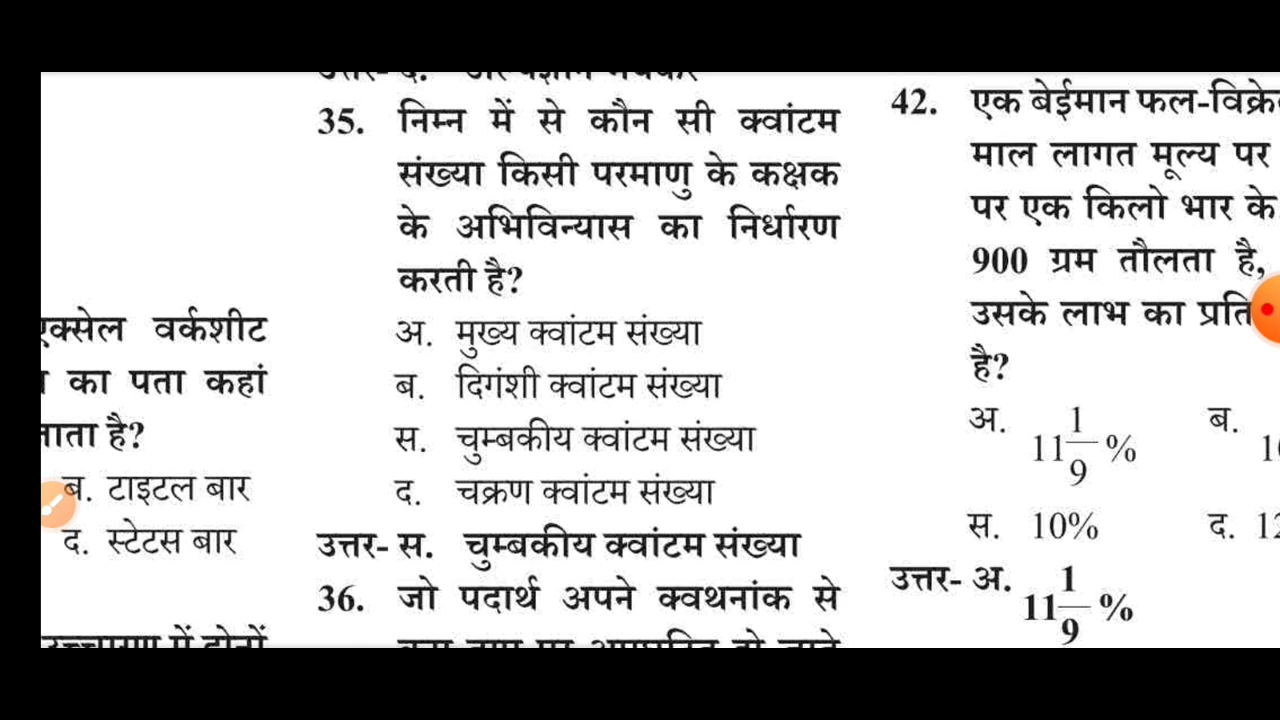 एक्सेल वर्कशीट
का पता कहां
है?
ब. टाइटल बार
द. स्टेटस बार
35. निम्न में से कौन सी क्वांटम
संख्या किसी परमाणु के कक्षक
के अभिविन्यास का निर्धारण
करती है?
अ. मुख्य क्वांटम संख्या
ब. दिगंशी क्वांटम संख्या
स. चुम्बकीय क्वांटम संख्या
द. चक्रण क्वांटम संख्या
उत्तर- स. चुम्बकीय क्वांटम संख्या
36. जो पदार्थ अपने क्वथनांक से
42. एक बेईमान फल-विक्रे
माल लागत मूल्य पर
पर एक किलो भार के
900 ग्राम तौलता है,
उसके लाभ का प्रति
है?
अ. 11 1/9 % ब.
स. 10% द. 12
उत्तर- अ. 11 1/9 %